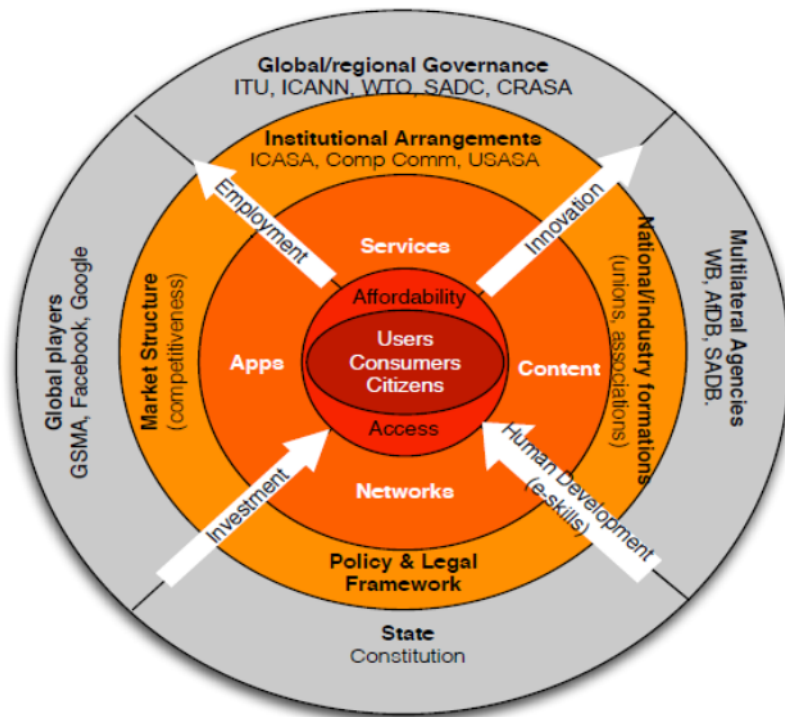 Global/regional Governance
ITU, ICANN, WTO, SADC, CRASA
Institutional Arrangements
ICASA, Comp Comm, USASA
Employment
Innovation
Services
Affordability
Users
Consumers
Citizens
Apps
Content
Access
Networks
Global players
GSMA, Facebook, Google
Market Structure
(competitiveness)
National/industry formations
(unions, associations)
Multilateral Agencies
WB, AfDB, SADB.
Investment
Human Development
(e-skills)
Policy & Legal
Framework
State
Constitution